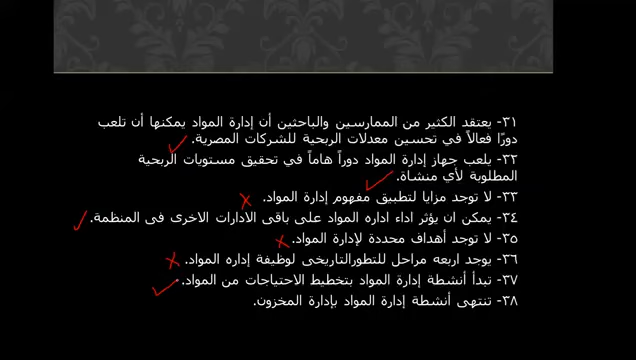 ٣١- يعتقد الكثير من الممارسين والباحثين أن إدارة المواد يمكنها أن تلعب
دورًا فعالاً في تحسين معدلات الربحية للشركات المصرية.
٣٢- يلعب جهاز إدارة المواد دوراً هاماً في تحقيق مستويات الربحية
المطلوبة لأي منشاة.
٣٣- لا توجد مزايا لتطبيق مفهوم إدارة المواد.
٣٤- يمكن ان يؤثر اداء اداره المواد على باقى الادارات الاخرى فى المنظمة.
٣٥- لا توجد أهداف محددة لإدارة المواد.
٣٦- يوجد اربعه مراحل للتطورالتاريخى لوظيفة إداره المواد.
٣٧- تبدأ أنشطة إدارة المواد بتخطيط الاحتياجات من المواد.
٣٨- تنتهى أنشطة إدارة المواد بإدارة المخزون.